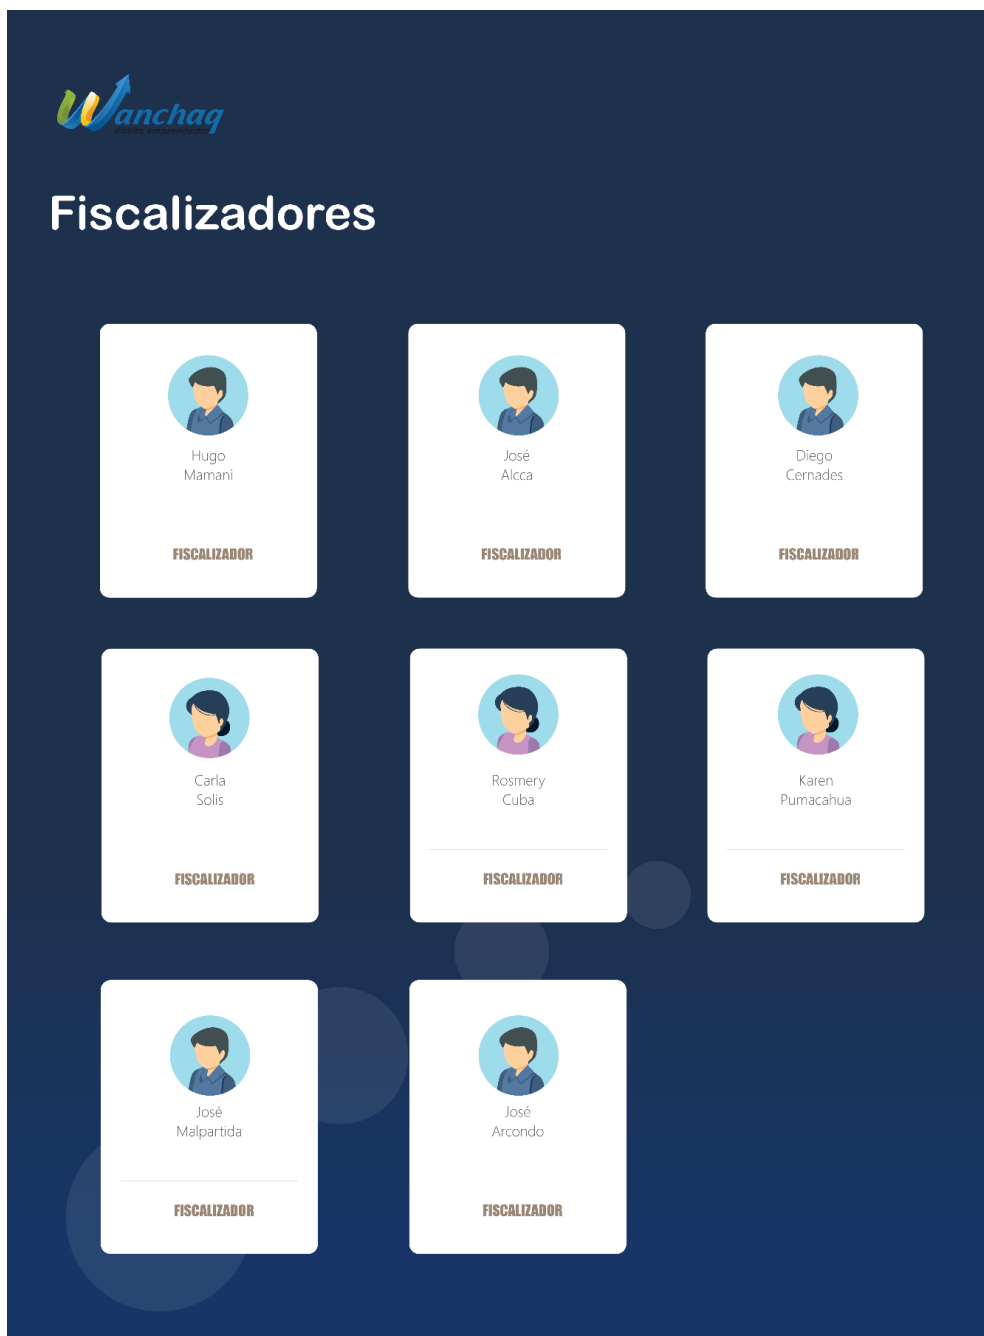 Wanchaq
distrito emprendedor
Fiscalizadores
Hugo
Mamani
FISCALIZADOR
José
Alcca
FISCALIZADOR
Diego
Cernades
FISCALIZADOR
Carla
Solis
FISCALIZADOR
Rosmery
Cuba
FISCALIZADOR
Karen
Pumacahua
FISCALIZADOR
José
Malpartida
FISCALIZADOR
José
Arcondo
FISCALIZADOR